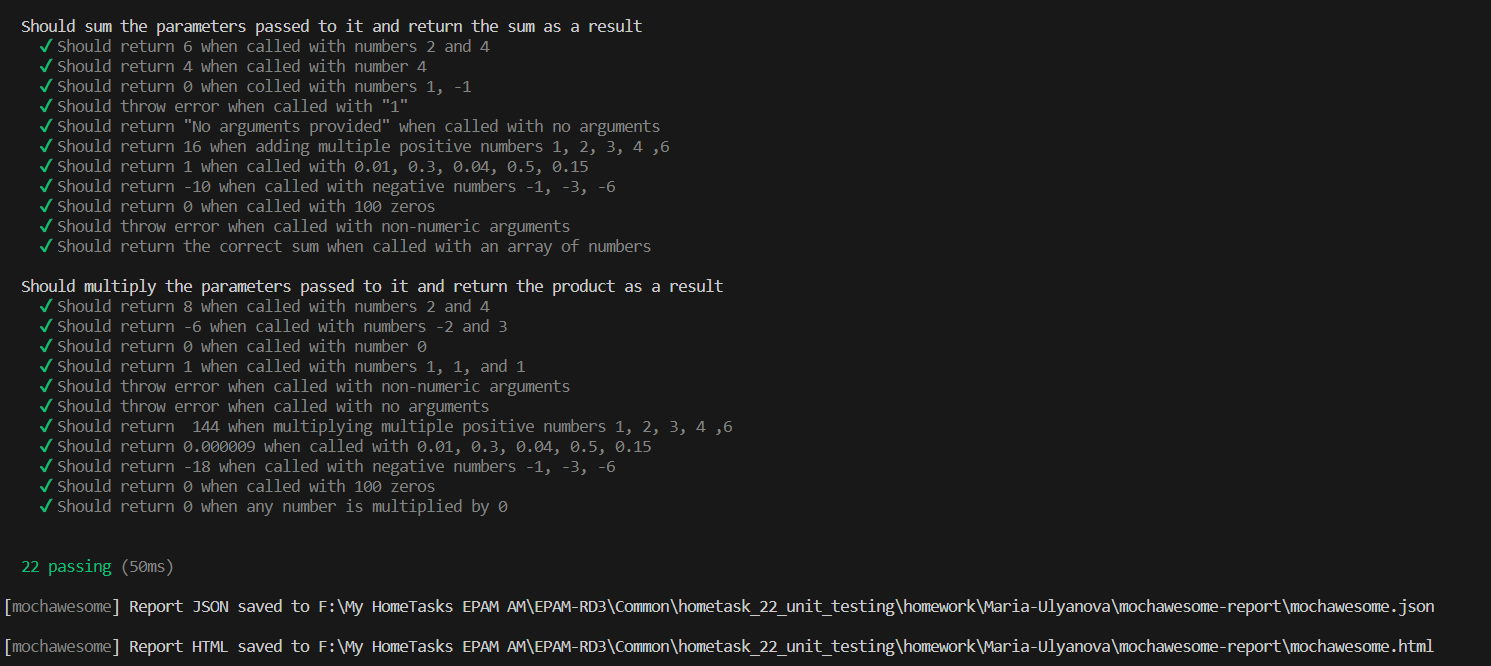 Should sum the parameters passed to it and return the sum as a result
✓ Should return 6 when called with numbers 2 and 4
✓ Should return 4 when called with number 4
✓ Should return 0 when colled with numbers 1, -1
✓ Should throw error when called with "1"
✓ Should return "No arguments provided" when called with no arguments
✓ Should return 16 when adding multiple positive numbers 1, 2, 3, 4 ,6
✓ Should return 1 when called with 0.01, 0.3, 0.04, 0.5, 0.15
✓ Should return -10 when called with negative numbers -1, -3, -6
✓ Should return 0 when called with 100 zeros
✓ Should throw error when called with non-numeric arguments
✓ Should return the correct sum when called with an array of numbers
Should multiply the parameters passed to it and return the product as a result
✓ Should return 8 when called with numbers 2 and 4
✓ Should return -6 when called with numbers -2 and 3
✓ Should return 0 when called with number 0
✓ Should return 1 when called with numbers 1, 1, and 1
✓ Should throw error when called with non-numeric arguments
✓ Should throw error when called with no arguments
✓ Should return  144 when multiplying multiple positive numbers 1, 2, 3, 4 ,6
✓ Should return 0.000009 when called with 0.01, 0.3, 0.04, 0.5, 0.15
✓ Should return -18 when called with negative numbers -1, -3, -6
✓ Should return 0 when called with 100 zeros
✓ Should return 0 when any number is multiplied by 0
22 passing (50ms)
[mochawesome] Report JSON saved to F:\My HomeTasks EPAM AM\EPAM-RD3\Common\hometask_22_unit_testing\homework\Maria-Ulyanova\mochawesome-report\mochawesome.json
[mochawesome] Report HTML saved to F:\My HomeTasks EPAM AM\EPAM-RD3\Common\hometask_22_unit_testing\homework\Maria-Ulyanova\mochawesome-report\mochawesome.html